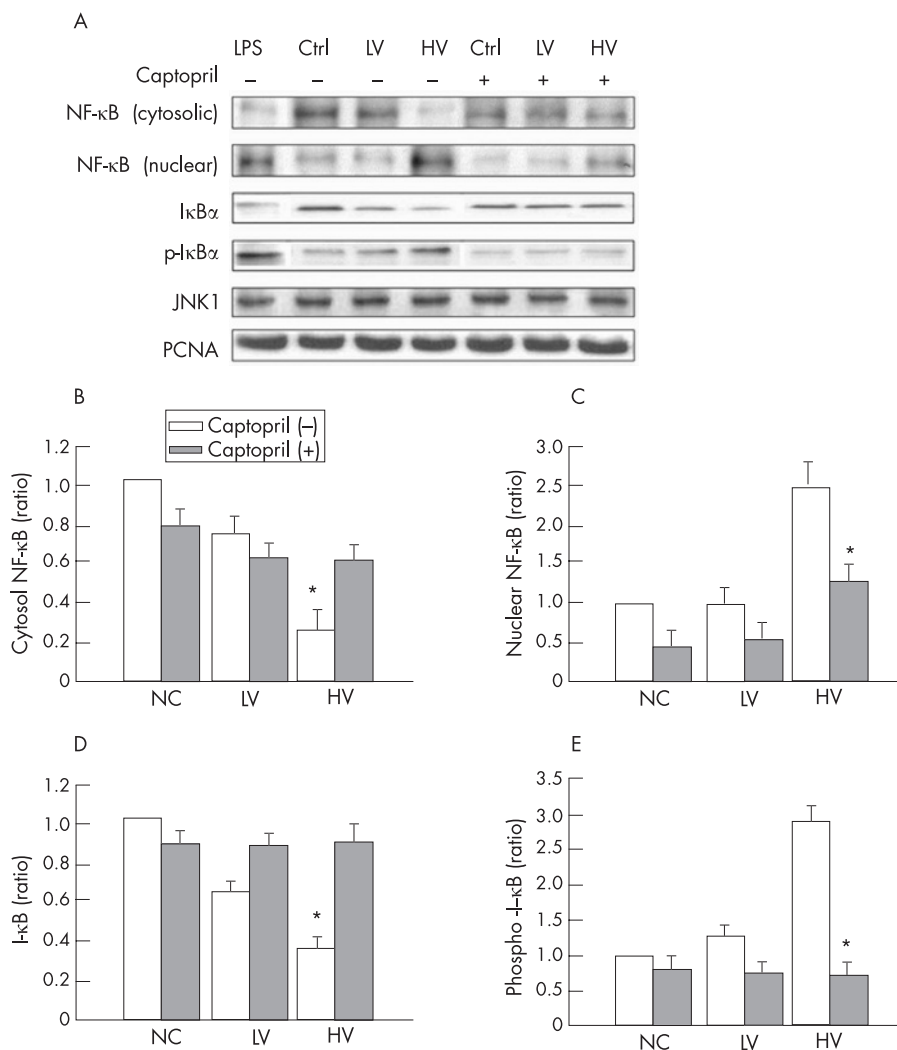 A
LPS Ctrl LV HV Ctrl LV HV
Captopril – – – – + + +
NF-κB (cytosolic)
NF-κB (nuclear)
IκBα
p-IκBα
JNK1
PCNA
B
Captopril (–)
Captopril (+)
1.2
1.0
0.8
0.6
0.4
0.2
0
Cytosol NF-κB (ratio)
*
NC LV HV
C
3.0
2.5
2.0
1.5
1.0
0.5
0
Nuclear NF-κB (ratio)
*
NC LV HV
D
1.2
1.0
0.8
0.6
0.4
0.2
0
I-κB (ratio)
*
NC LV HV
E
3.5
3.0
2.5
2.0
1.5
1.0
0.5
0
Phospho -I–κB (ratio)
*
NC LV HV